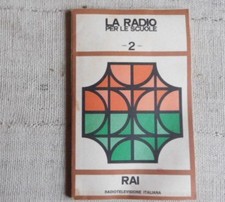 LA RADIO
PER LE SCUOLE
-2-
RAI
RADIOTELEVISIONE ITALIANA